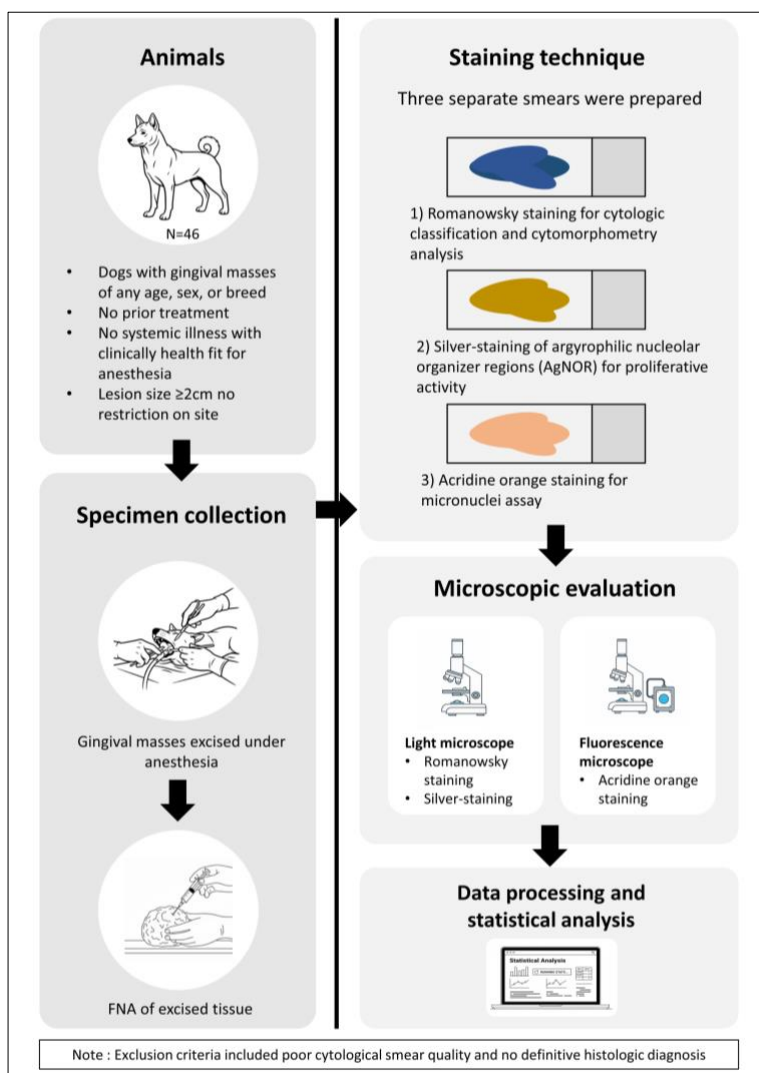 Animals
N=46
• Dogs with gingival masses
of any age, sex, or breed
• No prior treatment
• No systemic illness with
clinically health fit for
anesthesia
• Lesion size ≥2cm no
restriction on site
Specimen collection
Gingival masses excised under
anesthesia
FNA of excised tissue
Staining technique
Three separate smears were prepared
1) Romanowsky staining for cytologic
classification and cytomorphometry
analysis
2) Silver-staining of argyrophilic nucleolar
organizer regions (AgNOR) for proliferative
activity
3) Acridine orange staining for
micronuclei assay
Microscopic evaluation
Light microscope
• Romanowsky
staining
• Silver-staining
Fluorescence
microscope
• Acridine orange
staining
Data processing and
statistical analysis
Statistical Analysis
Note : Exclusion criteria included poor cytological smear quality and no definitive histologic diagnosis